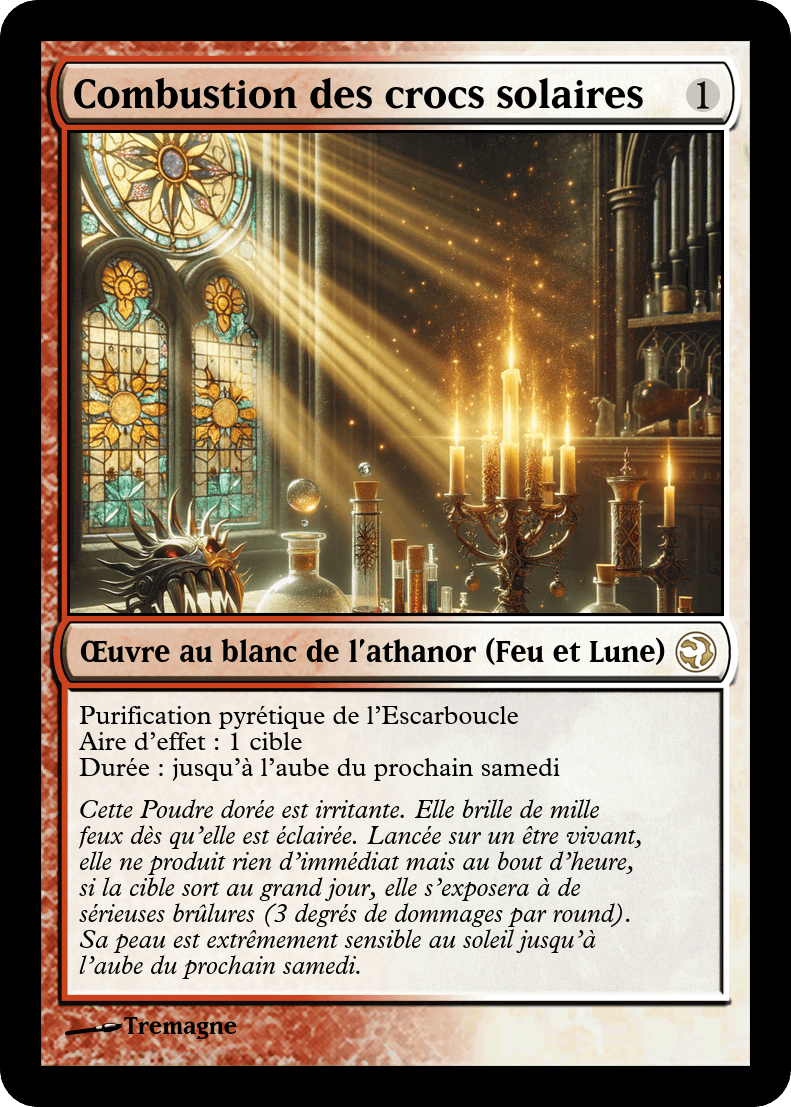 Combustion des crocs solaires 1
Œuvre au blanc de l'athanor (Feu et Lune)
Purification pyrétique de l'Escarboucle
Aire d'effet : 1 cible
Durée : jusqu'à l'aube du prochain samedi
Cette Poudre dorée est irritante. Elle brille de mille
feux dès qu'elle est éclairée. Lancée sur un être vivant,
elle ne produit rien d'immédiat mais au bout d'heure,
si la cible sort au grand jour, elle s'exposera à de
sérieuses brûlures (3 degrés de dommages par round).
Sa peau est extrêmement sensible au soleil jusqu'à
l'aube du prochain samedi.
Tremagne